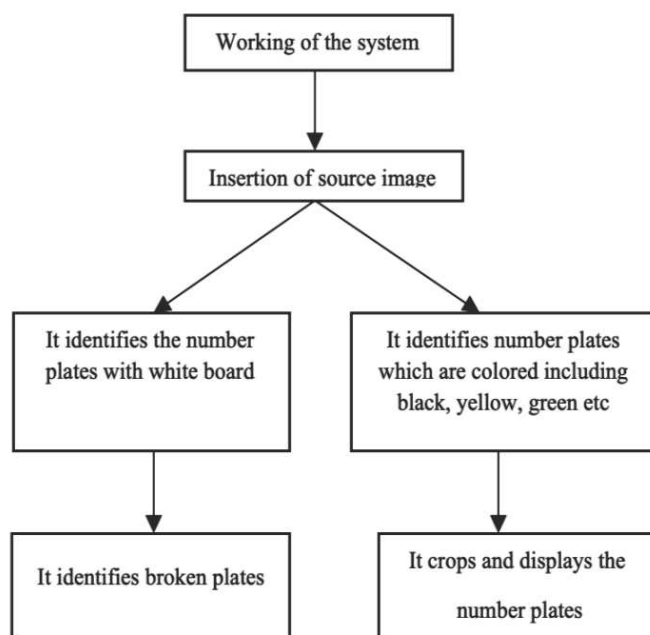 Working of the system
Insertion of source image
It identifies the number
plates with white board
It identifies number plates
which are colored including
black, yellow, green etc
It identifies broken plates
It crops and displays the
number plates